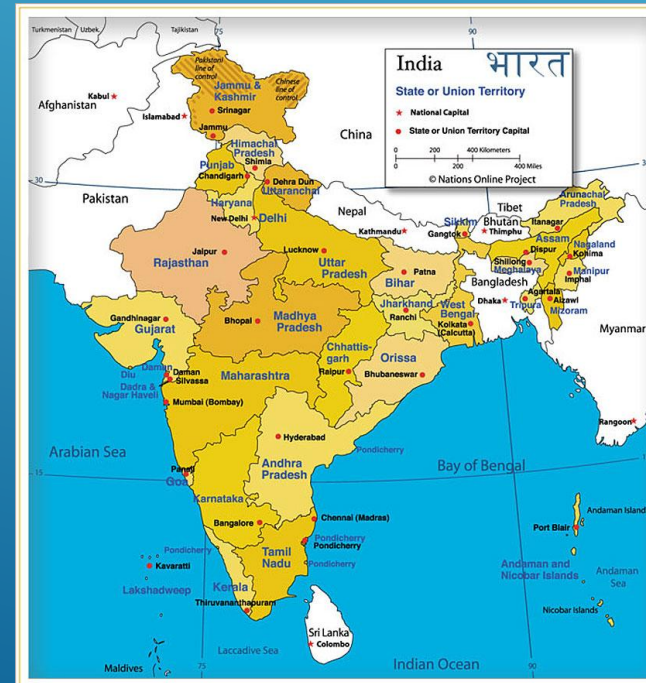 Turkmenistan
Uzbek.
Tajikistan
75
90
Pakistani
line of
control
Chinese
line of
control
Jammu &
Kashmir
Kabul
Afghanistan
Islamabad
Srinagar
Jammu
India भारत
State or Union Territory
National Capital
State or Union Territory Capital
0 200 400 Kilometers
0 200 400 Miles
© Nations Online Project
China
Himachal
Pradesh
Shimla
Punjab
Chandigarh
Dehra Dun
Uttaranchal
30
Pakistan
Haryana
New Delhi
Delhi
Nepal
Kathmandu
Tibet
Sikkim
Gangtok
Bhutan
Thimphu
Arunachal
Pradesh
Itanagar
Assam
Dispur
Nagaland
Kohima
Shillong
Meghalaya
Manipur
Imphal
Jaipur
Rajasthan
Lucknow
Uttar
Pradesh
Patna
Bihar
Bangladesh
Dhaka
Agartala
Tripura
Aizawl
Mizoram
Gandhinagar
Gujarat
Bhopal
Madhya
Pradesh
Jharkhand
Ranchi
West
Bengal
Kolkata
(Calcutta)
Myanmar
Chhattis-
garh
Raipur
Orissa
Bhubaneswar
Daman
Diu
Daman
Silvassa
Dadra &
Nagar Haveli
Maharashtra
Mumbai (Bombay)
Hyderabad
Rangoon
Arabian Sea
Pondicherry
Bay of Bengal
15
Panaji
Goa
Andhra
Pradesh
Karnataka
Bangalore
Chennai (Madras)
Andaman Island
Port Blair
Pondicherry
Pondicherry
Pondicherry
Tamil
Nadu
Pondicherry
Kavaratti
Lakshadweep
Kerala
Thiruvananthapuram
Andaman and
Nicobar Islands
Andaman
Sea
Nicobar Islands
Sri Lanka
Colombo
Laccadive Sea
Maldives
75
Indian Ocean
90